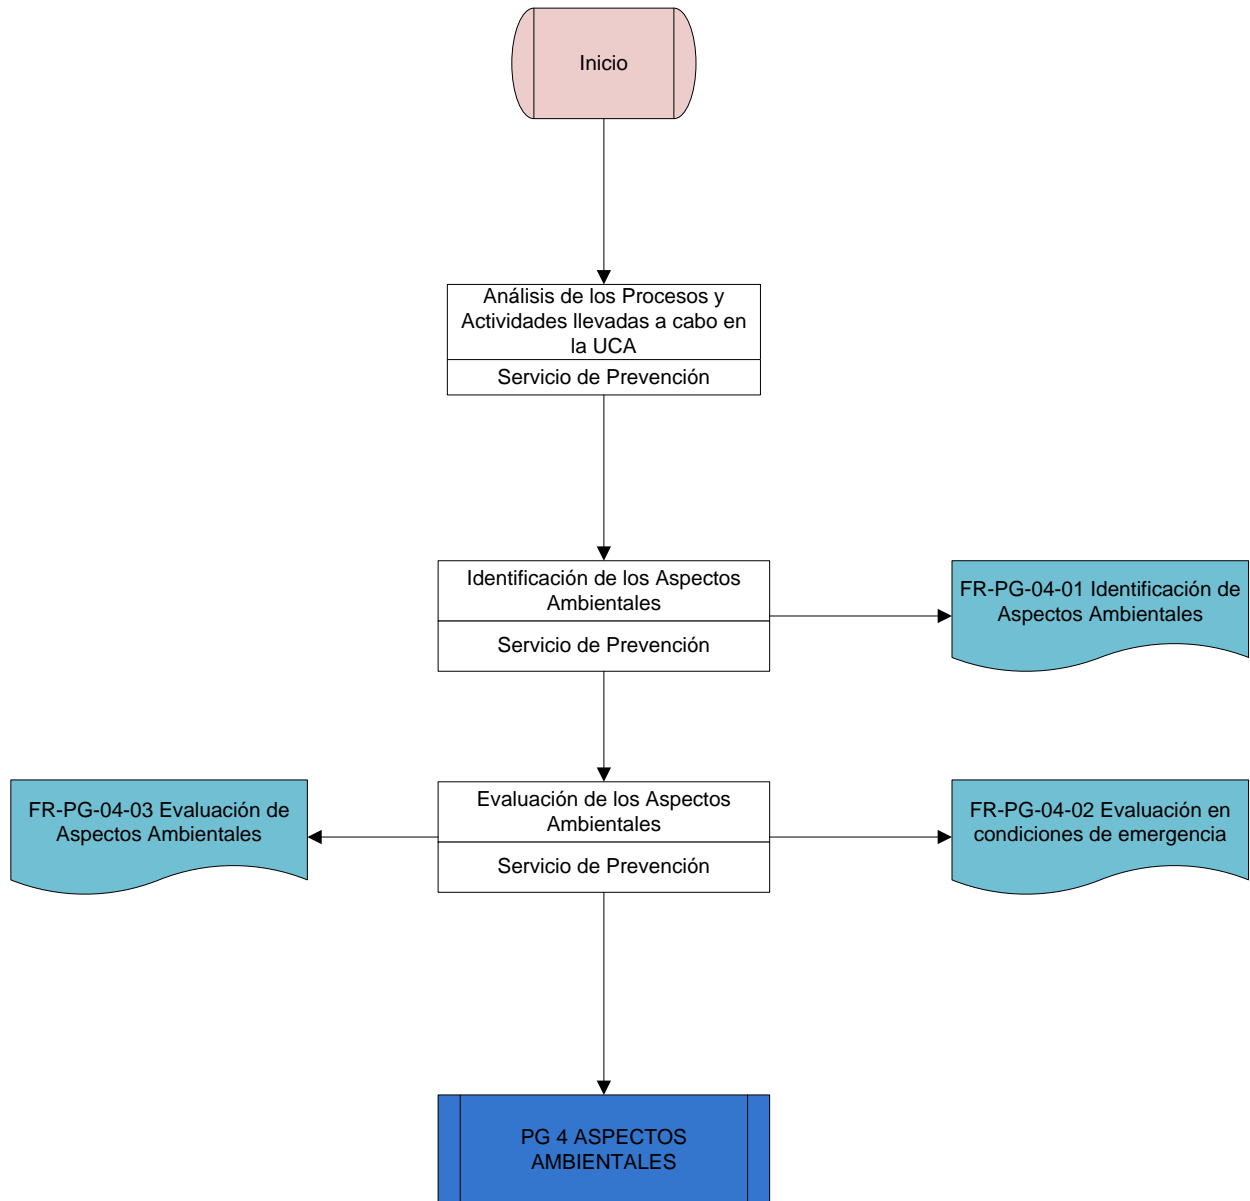 Inicio
Análisis de los Procesos y
Actividades llevadas a cabo en
la UCA
Servicio de Prevención
Identificación de los Aspectos
Ambientales
Servicio de Prevención
FR-PG-04-01 Identificación de
Aspectos Ambientales
FR-PG-04-03 Evaluación de
Aspectos Ambientales
Evaluación de los Aspectos
Ambientales
Servicio de Prevención
FR-PG-04-02 Evaluación en
condiciones de emergencia
PG 4 ASPECTOS
AMBIENTALES